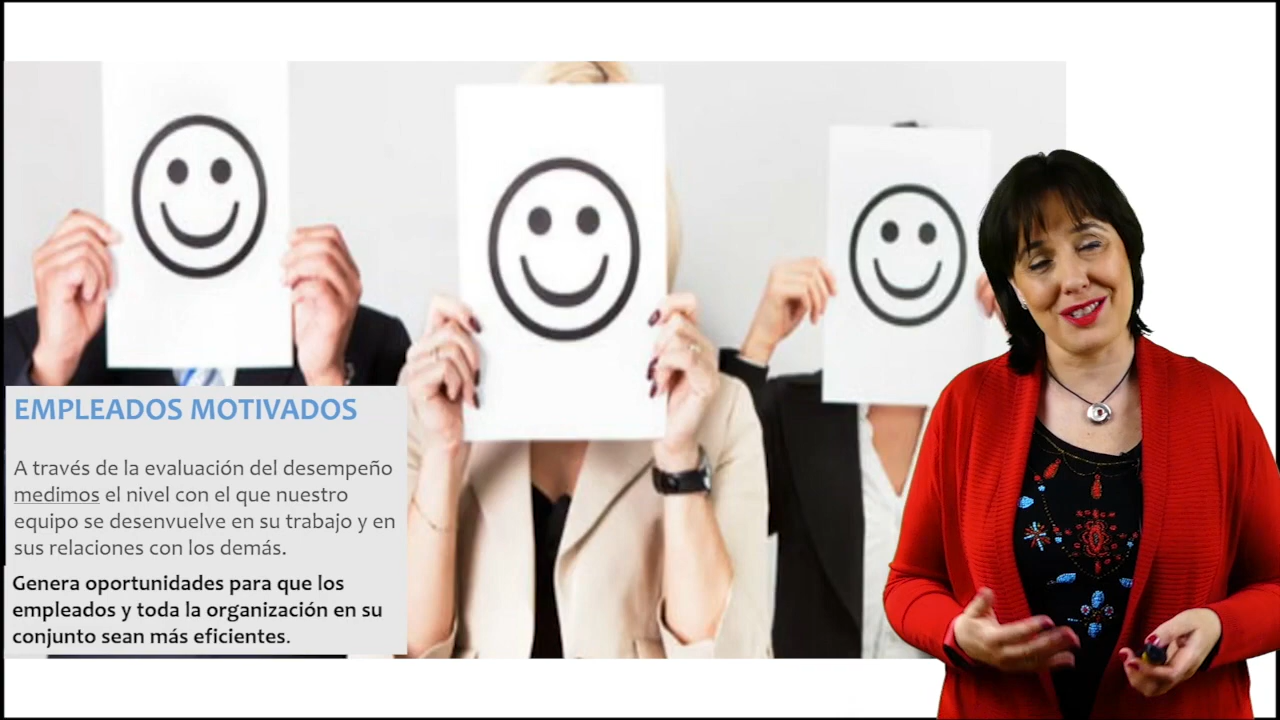 EMPLEADOS MOTIVADOS
A través de la evaluación del desempeño
medimos el nivel con el que nuestro
equipo se desenvuelve en su trabajo y en
sus relaciones con los demás.
Genera oportunidades para que los
empleados y toda la organización en su
conjunto sean más eficientes.